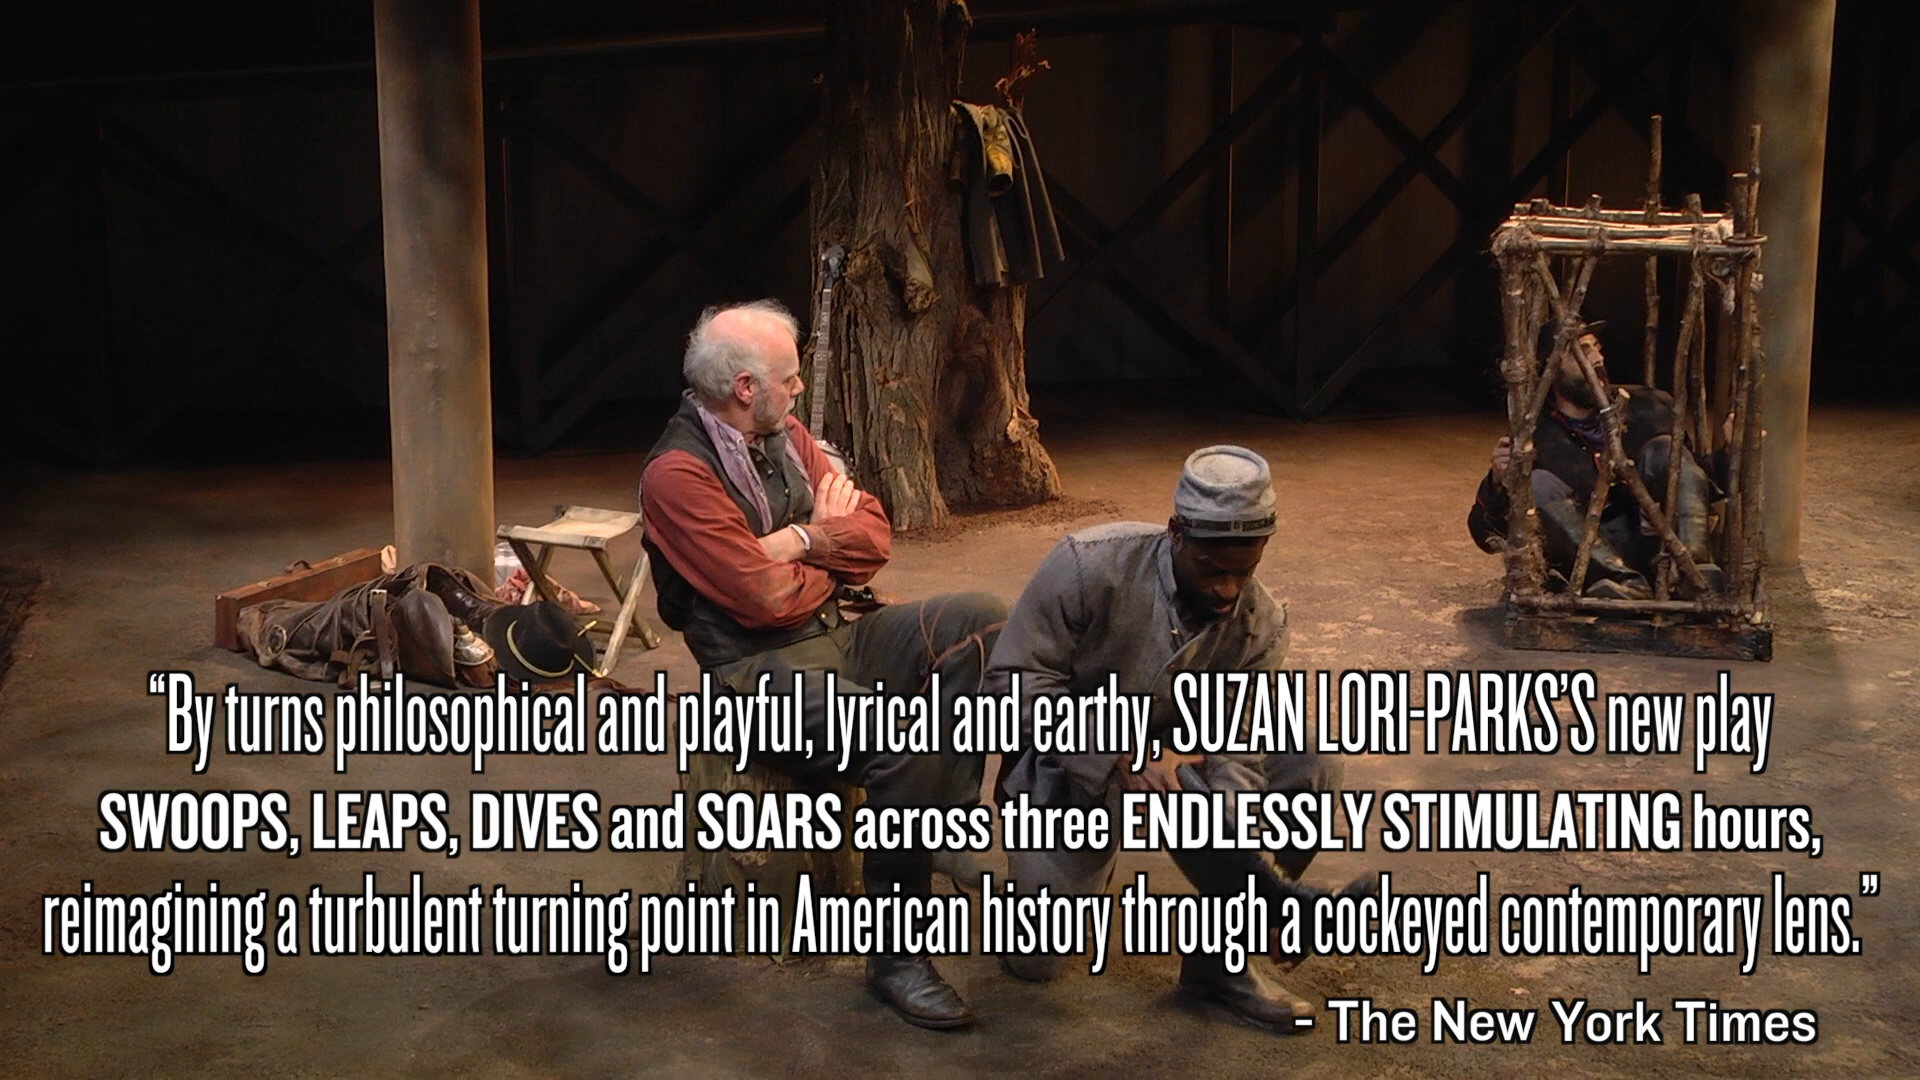 “By turns philosophical and playful, lyrical and earthy, SUZAN LORI-PARKS’S new play
SWOOPS, LEAPS, DIVES and SOARS across three ENDLESSLY STIMULATING hours,
reimagining a turbulent turning point in American history through a cockeyed contemporary lens.”
- The New York Times